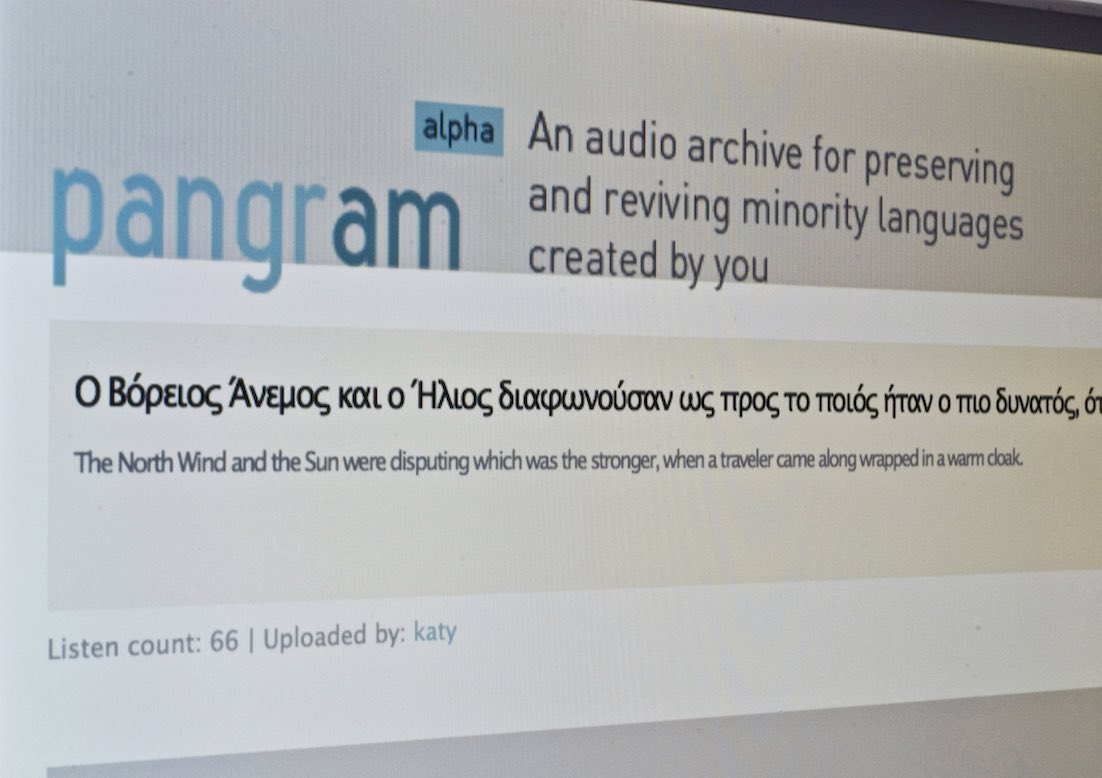 alpha
pangram
An audio archive for preserving
and reviving minority languages
created by you
Ο Βόρειος Άνεμος και ο Ήλιος διαφωνούσαν ως προς το ποιός ήταν ο πιο δυνατός,
The North Wind and the Sun were disputing which was the stronger, when a traveler came along wrapped in a warm cloak.
Listen count: 66 | Uploaded by: katy